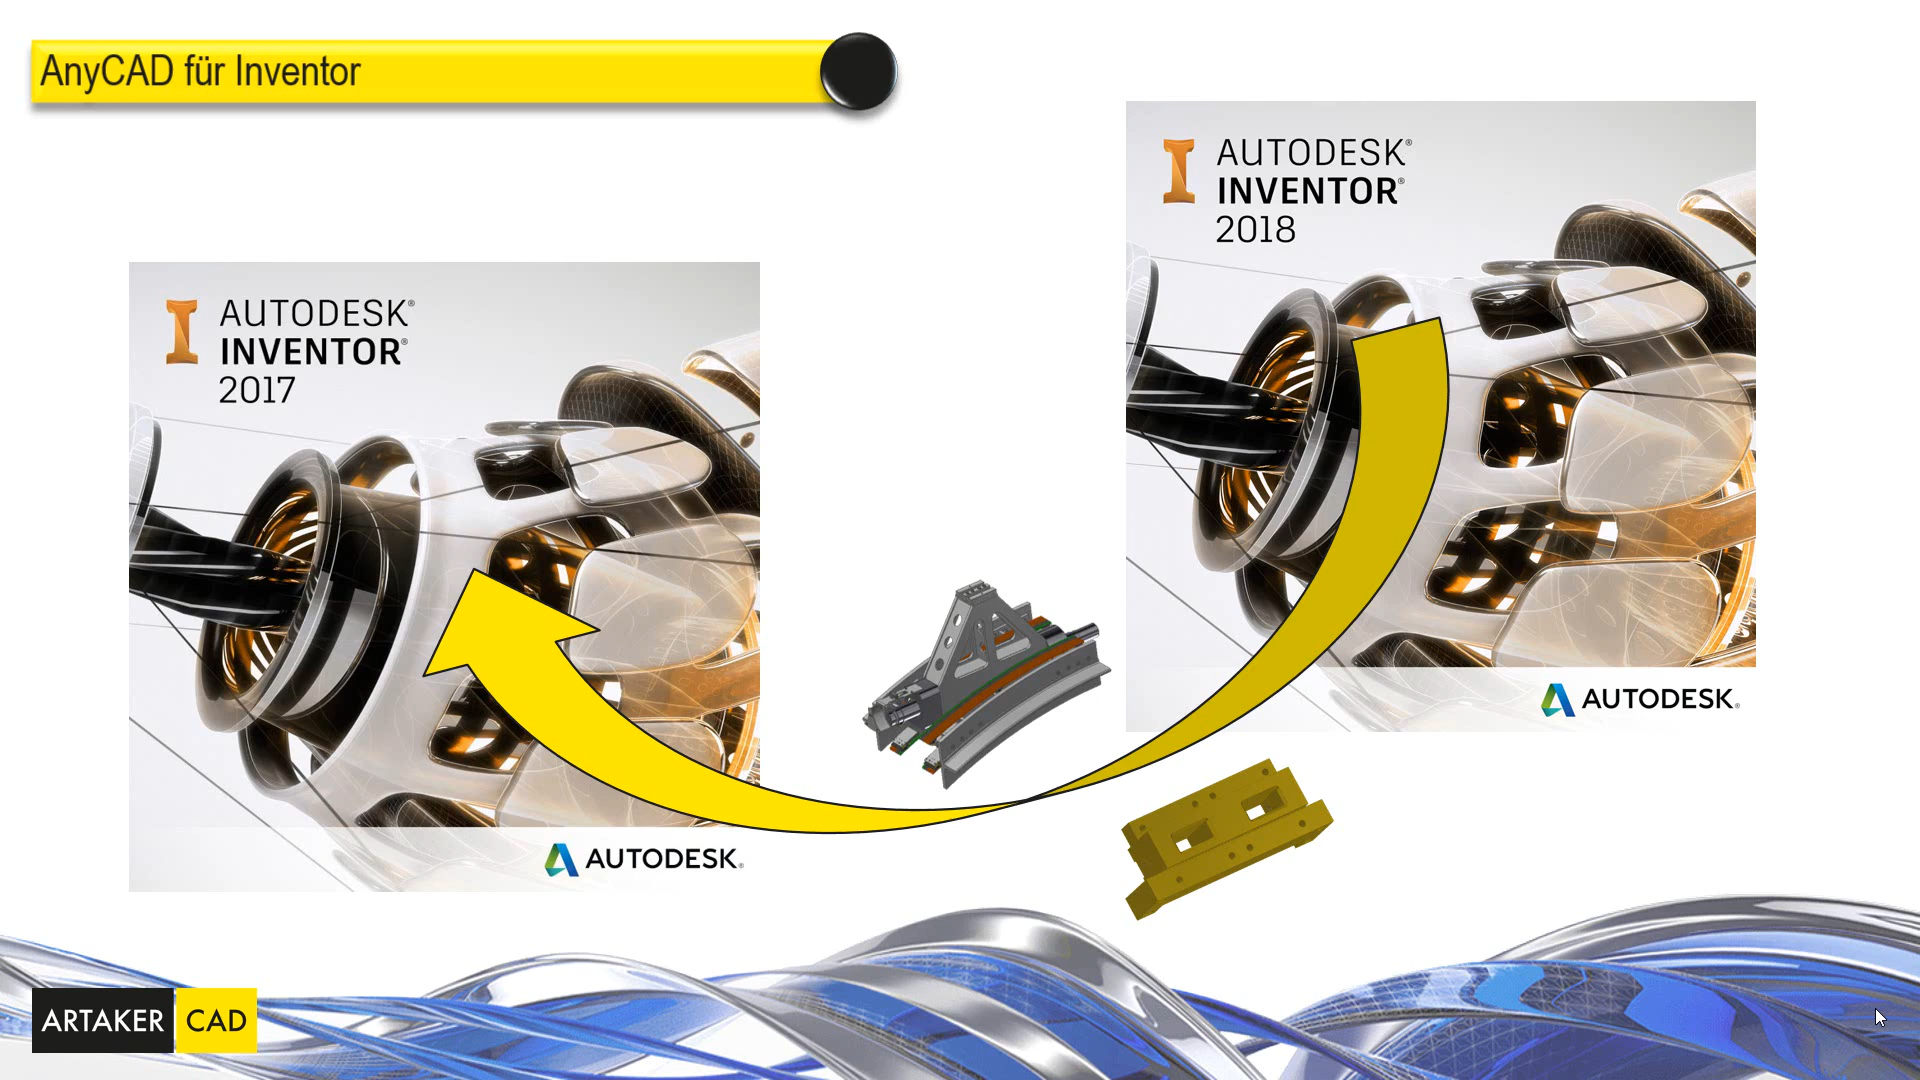 AnyCAD für Inventor
AUTODESK®
INVENTOR®
2017
AUTODESK.
AUTODESK®
INVENTOR®
2018
AUTODESK.
ARTAKER CAD